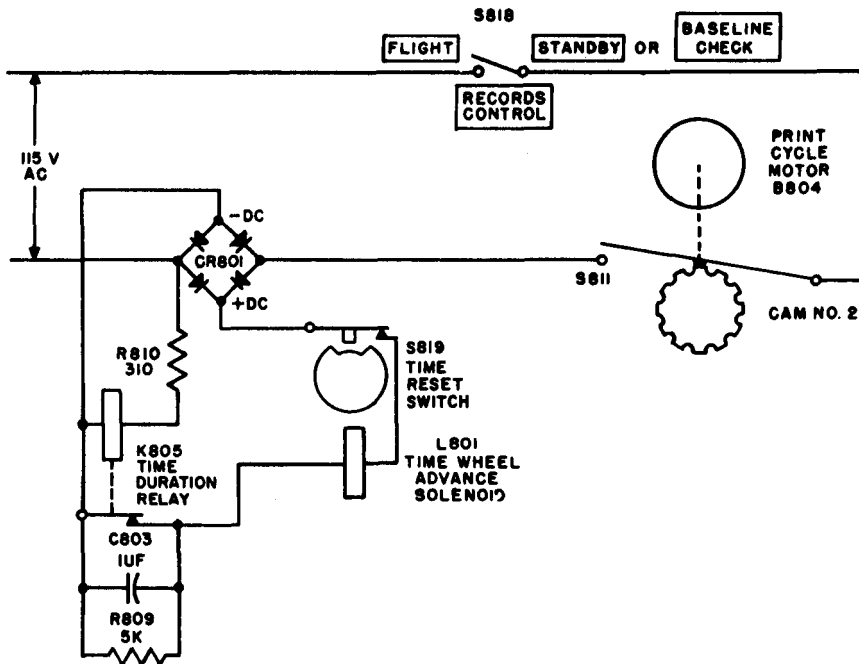 S818
FLIGHT
STANDBY OR
BASELINE
CHECK
RECORDS
CONTROL
115 V
AC
PRINT
CYCLE
MOTOR
B804
-DC
CR801
+DC
S811
CAM NO. 2
R810
310
S819
TIME
RESET
SWITCH
K805
TIME
DURATION
RELAY
L801
TIME WHEEL
ADVANCE
SOLENOID
C803
1UF
R809
5K